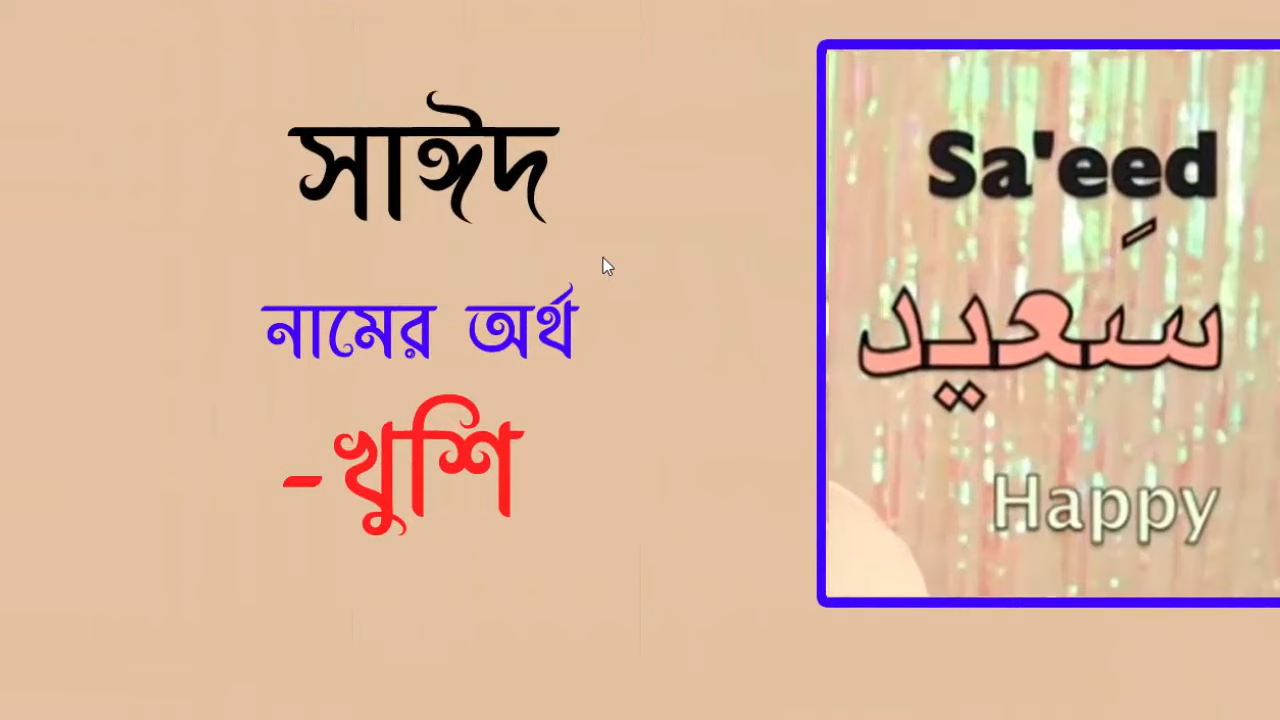 সাঈদ
নামের অর্থ
-খুশি
Sa'eed
سَعيد
Happy